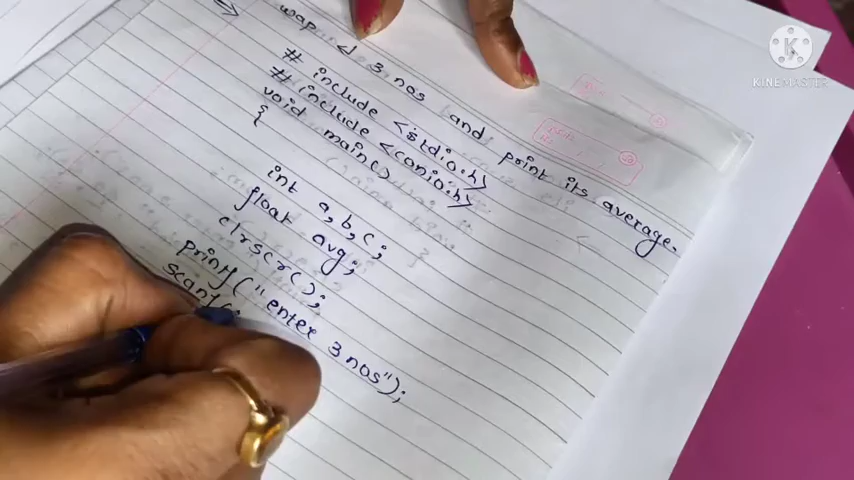 wap 3 nos and print its average.
# include <stdio.h>
# include <conio.h>
void main()
{
int a, b, c;
float avg;
clrscr();
printf("enter 3 nos");
scanf(
KINEMASTER